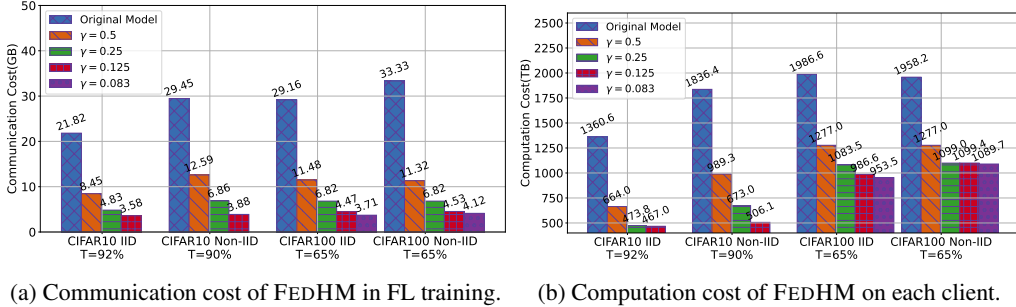 50
40
30
20
10
0
Communication Cost(GB)
Original Model
γ = 0.5
γ = 0.25
γ = 0.125
γ = 0.083
21.82
8.45
4.83
3.58
29.45
12.59
6.86
3.88
29.16
11.48
6.82
4.47
3.71
33.33
11.32
6.82
4.53
4.12
CIFAR10 IID
T=92%
CIFAR10 Non-IID
T=90%
CIFAR100 IID
T=65%
CIFAR100 Non-IID
T=65%
(a) Communication cost of FEDHM in FL training.
2500
2250
2000
1750
1500
1250
1000
750
500
Computation Cost(TB)
Original Model
γ = 0.5
γ = 0.25
γ = 0.125
γ = 0.083
1360.6
664.0
473.8
467.0
1836.4
989.3
673.0
506.1
1986.6
1277.0
1083.5
986.6
953.5
1958.2
1277.0
1099.0
1099.4
1089.7
CIFAR10 IID
T=92%
CIFAR10 Non-IID
T=90%
CIFAR100 IID
T=65%
CIFAR100 Non-IID
T=65%
(b) Computation cost of FEDHM on each client.